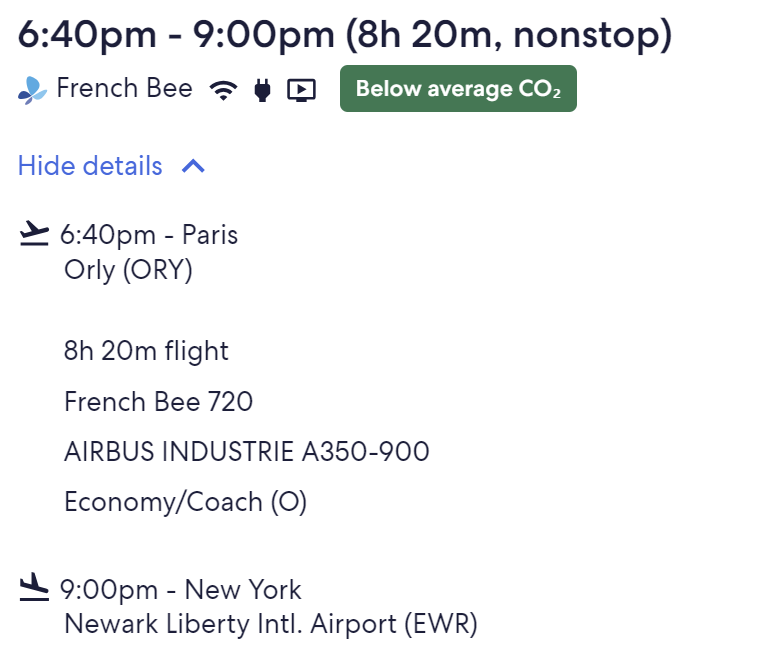 6:40pm - 9:00pm (8h 20m, nonstop)
French Bee Below average CO₂
Hide details
6:40pm - Paris
Orly (ORY)
8h 20m flight
French Bee 720
AIRBUS INDUSTRIE A350-900
Economy/Coach (O)
9:00pm - New York
Newark Liberty Intl. Airport (EWR)